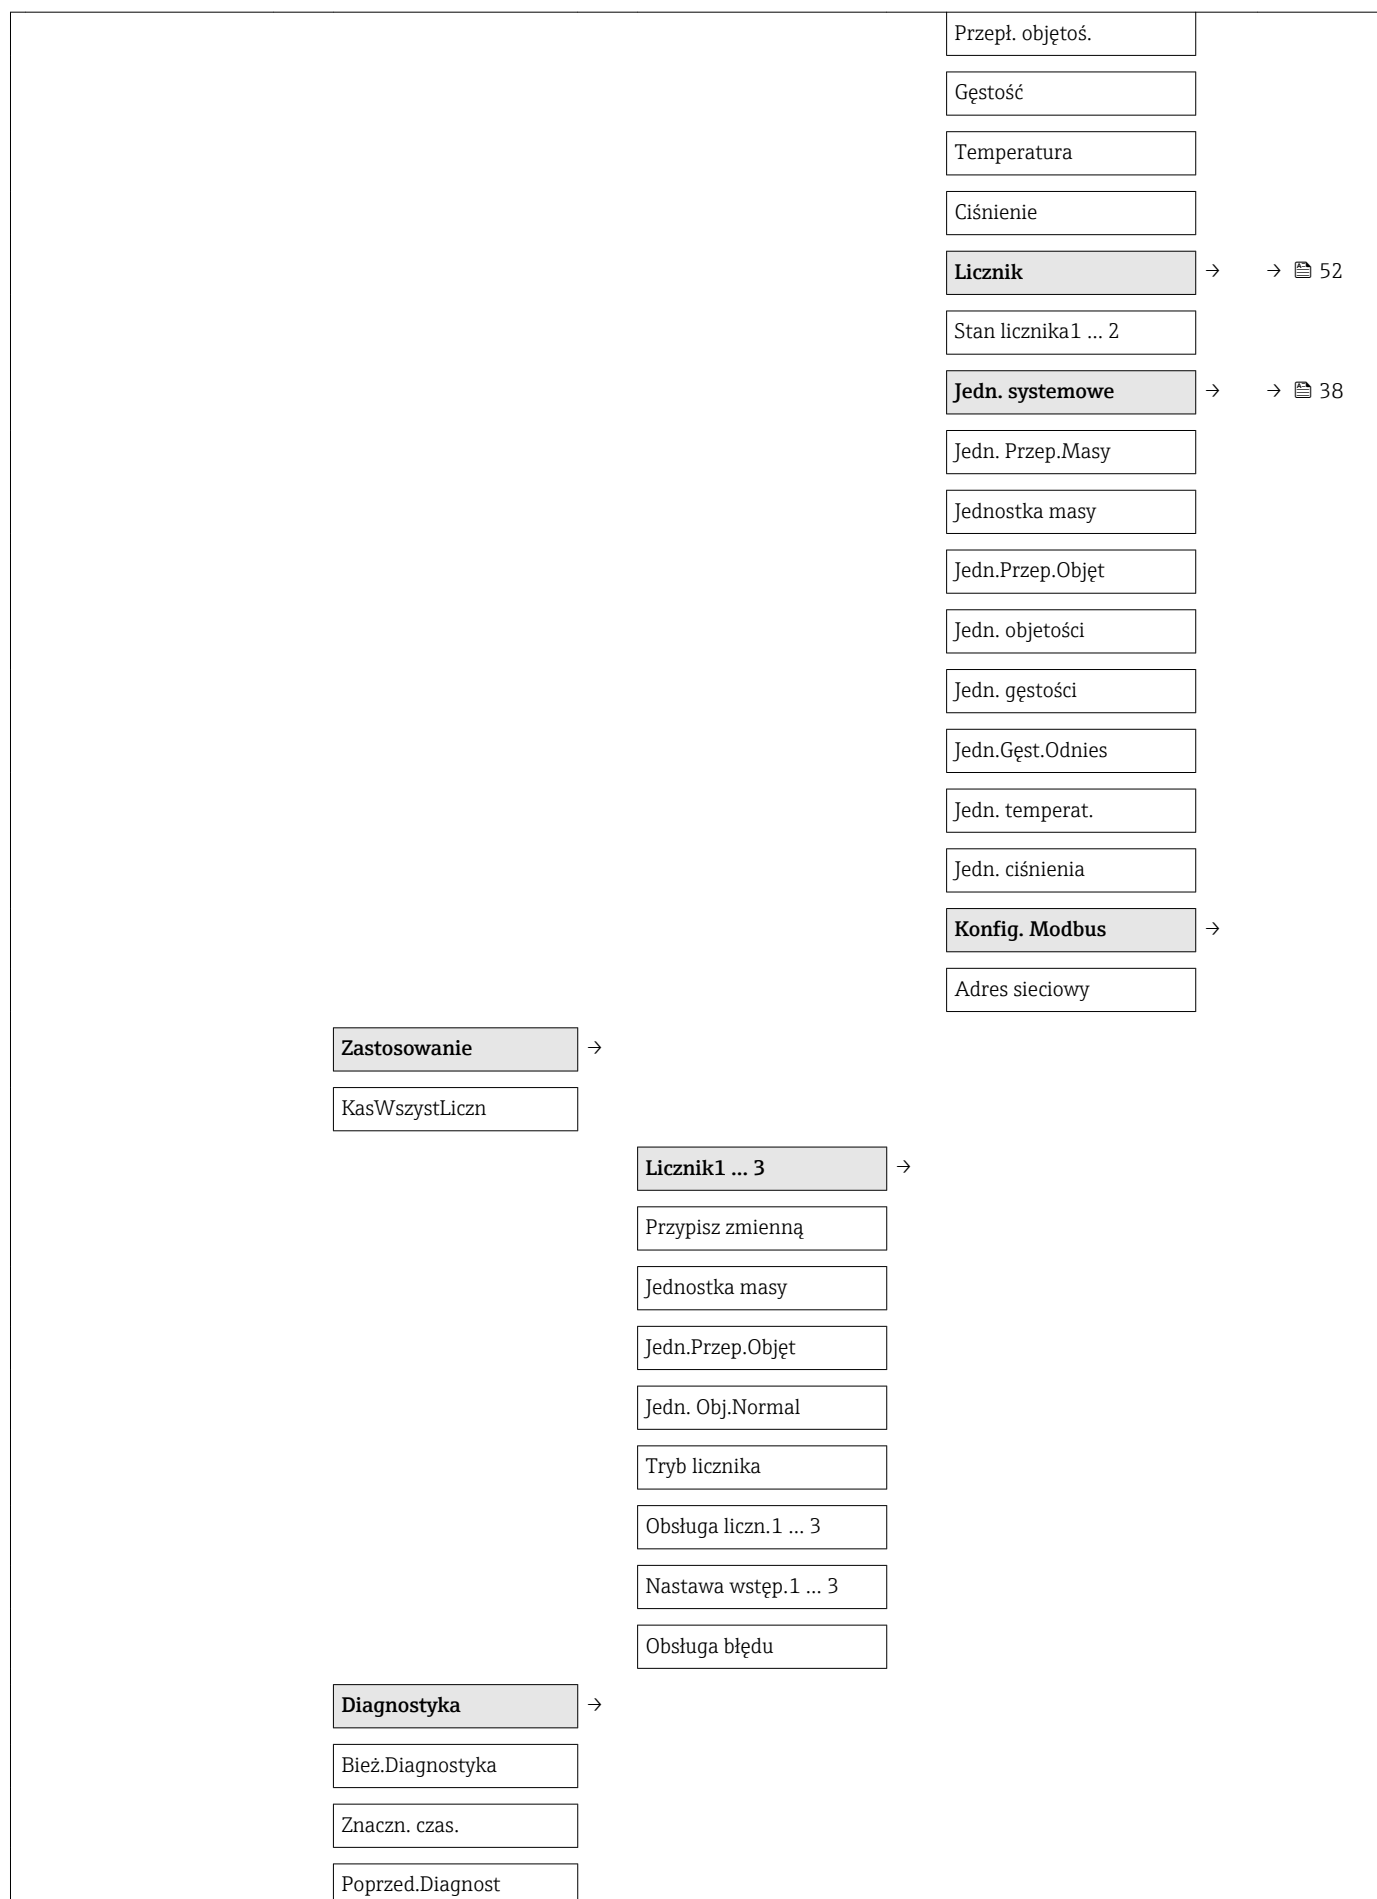 Przepł. objętoś.
Gęstość
Temperatura
Ciśnienie
Licznik → → 52
Stan licznika1 ... 2
Jedn. systemowe → → 38
Jedn. Przep.Masy
Jednostka masy
Jedn.Przep.Objęt
Jedn. objetości
Jedn. gęstości
Jedn.Gęst.Odnies
Jedn. temperat.
Jedn. ciśnienia
Konfig. Modbus →
Adres sieciowy
Zastosowanie →
KasWszystLiczn
Licznik1 ... 3 →
Przypisz zmienną
Jednostka masy
Jedn.Przep.Objęt
Jedn. Obj.Normal
Tryb licznika
Obsługa liczn.1 ... 3
Nastawa wstęp.1 ... 3
Obsługa błędu
Diagnostyka →
Bież.Diagnostyka
Znaczn. czas.
Poprzed.Diagnost